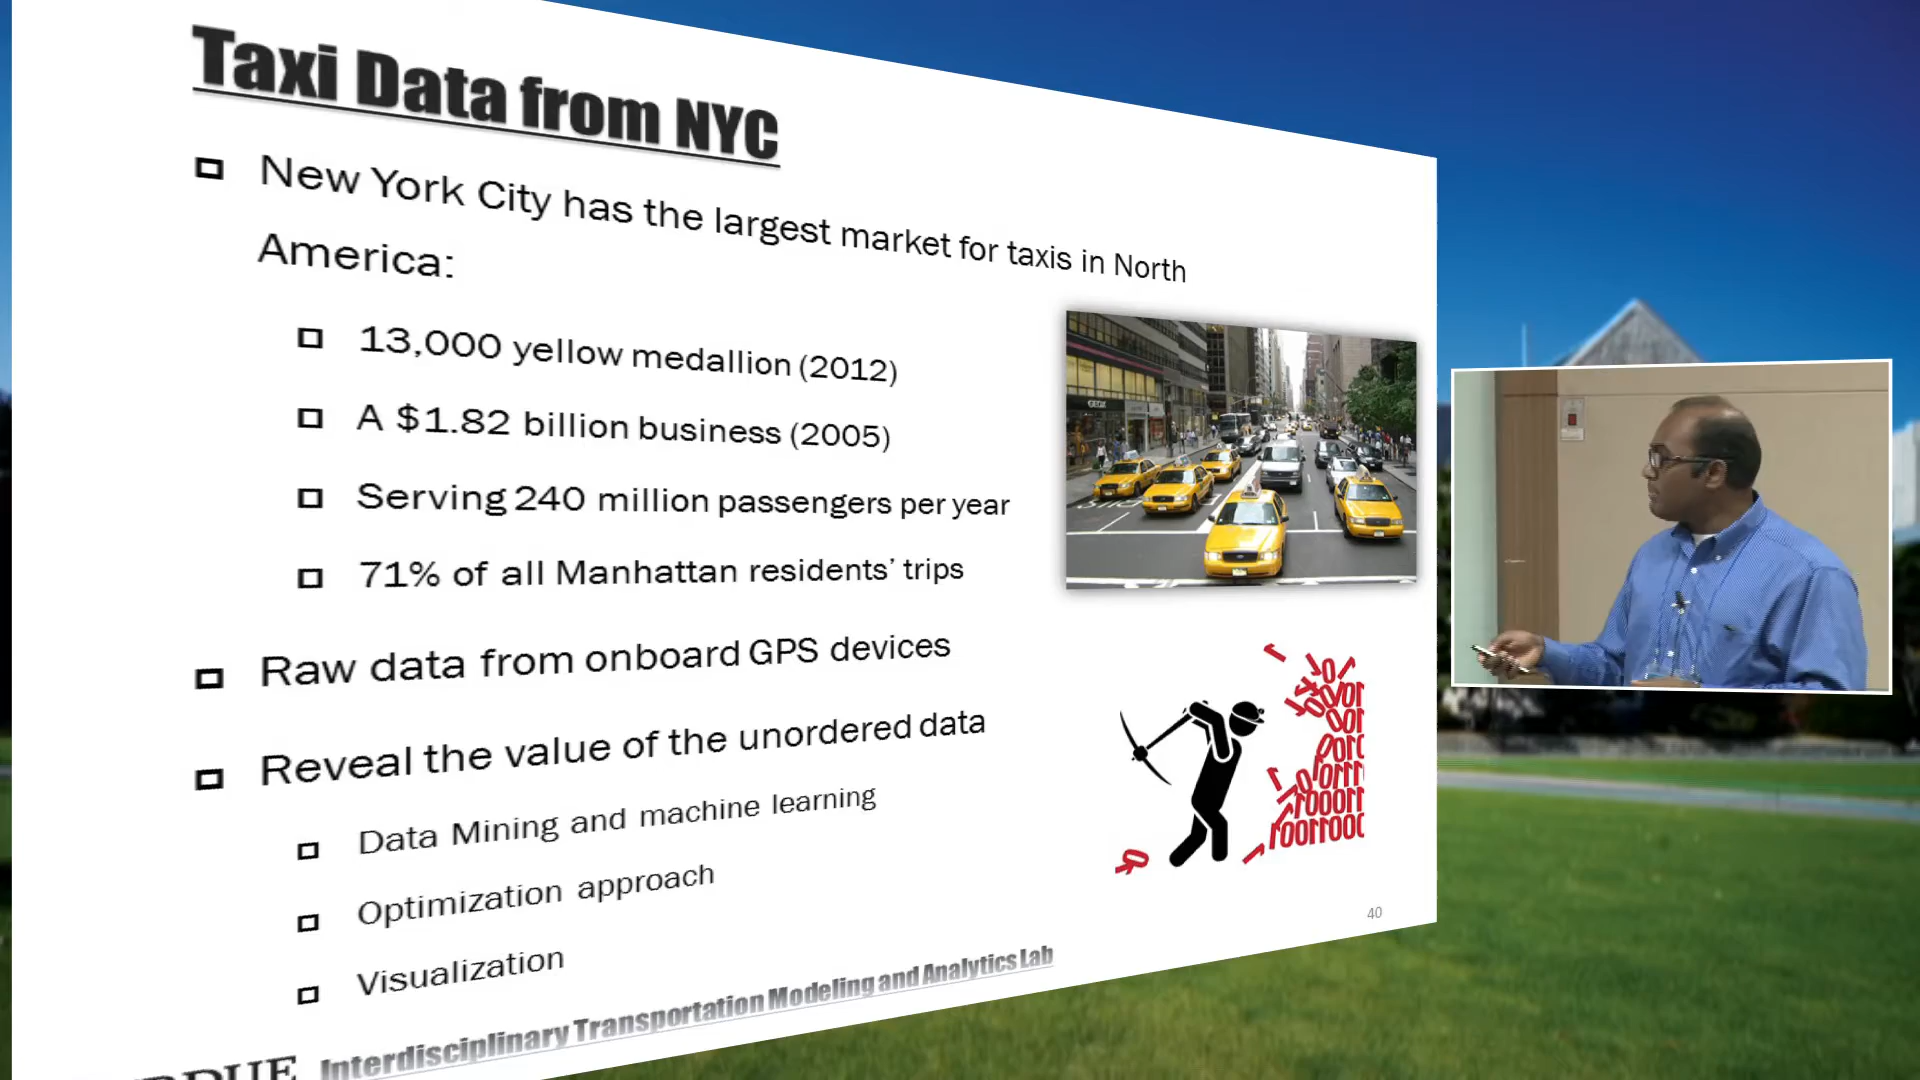 Taxi Data from NYC
New York City has the largest market for taxis in North
America:
13,000 yellow medallion (2012)
A $1.82 billion business (2005)
Serving 240 million passengers per year
71% of all Manhattan residents’ trips
Raw data from onboard GPS devices
Reveal the value of the unordered data
Data Mining and machine learning
Optimization approach
Visualization
40
Interdisciplinary Transportation Modeling and Analytics Lab